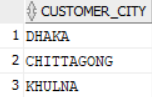 CUSTOMER_CITY
1 DHAKA
2 CHITTAGONG
3 KHULNA